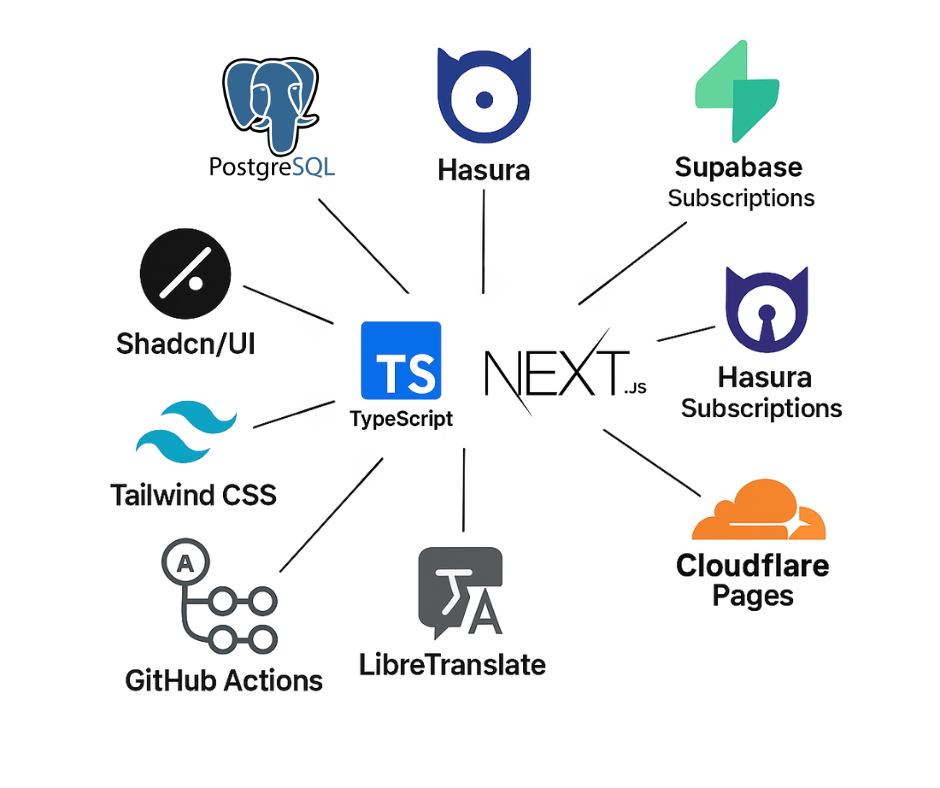 PostgreSQL
Hasura
Supabase
Subscriptions
Shadcn/UI
TS
TypeScript
NEXT.JS
Hasura
Subscriptions
Tailwind CSS
Cloudflare
Pages
A
GitHub Actions
A
LibreTranslate